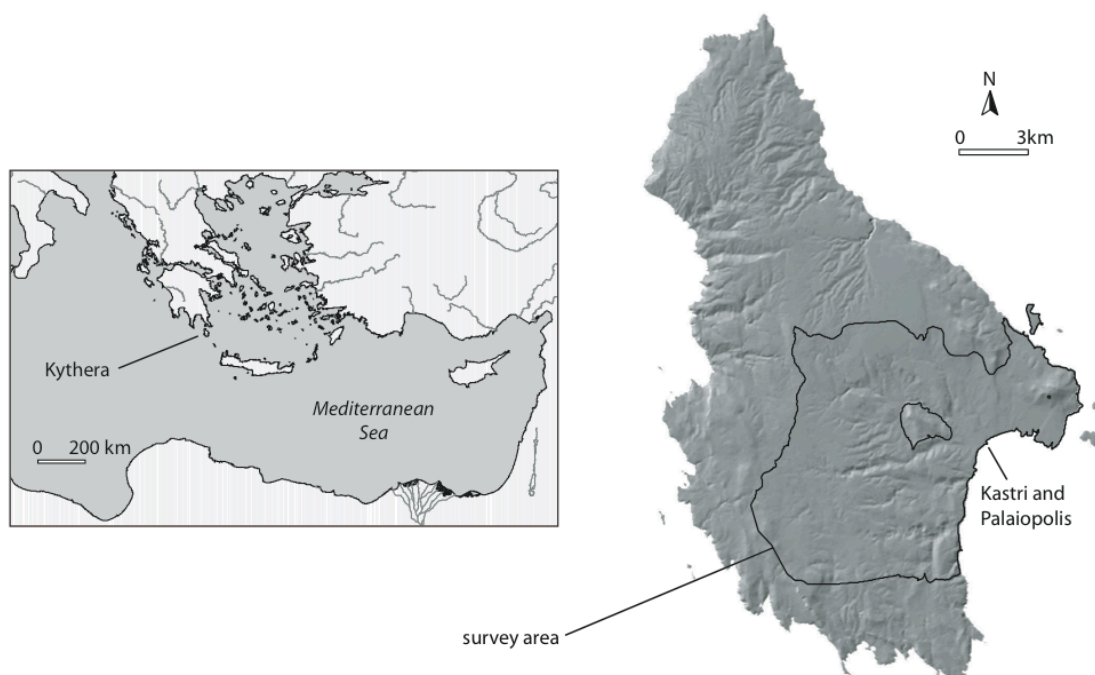 Kythera
Mediterranean
Sea
0 200 km
N
0 3km
Kastri and
Palaiopolis
survey area